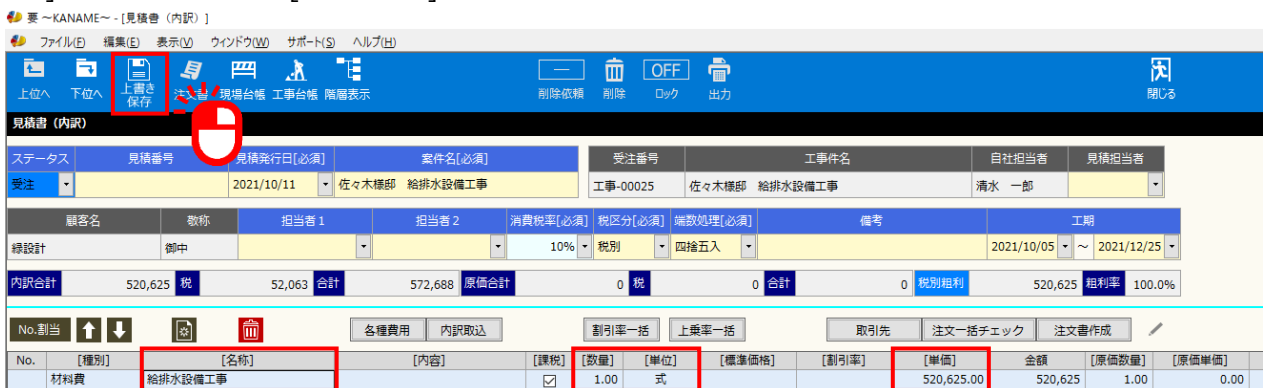 要 ～KANAME～ - [見積書（内訳）]
ファイル(F) 編集(E) 表示(V) ウィンドウ(W) サポート(S) ヘルプ(H)
上位へ 下位へ 上書き保存 注文書 現場台帳 工事台帳 階層表示 削除依頼 削除 OFF ロック 出力 閉じる
見積書（内訳）
ステータス 見積番号 見積発行日[必須] 案件名[必須] 受注番号 工事件名 自社担当者 見積担当者
受注 2021/10/11 佐々木様邸 給排水設備工事 工事-00025 佐々木様邸 給排水設備工事 清水 一郎
顧客名 敬称 担当者1 担当者2 消費税率[必須] 税区分[必須] 端数処理[必須] 備考 工期
緑設計 御中 10% 税別 四捨五入 2021/10/05 ～ 2021/12/25
内訳合計 520,625 税 52,063 合計 572,688 原価合計 0 税 0 合計 0 税別粗利 520,625 粗利率 100.0%
No.割当 各種費用 内訳取込 割引率一括 上乗率一括 取引先 注文一括チェック 注文書作成
No. [種別] [名称] [内容] [課税] [数量] [単位] [標準価格] [割引率] [単価] 金額 [原価数量] [原価単価]
材料費 給排水設備工事 1.00 式 520,625.00 520,625 1.00 0.00